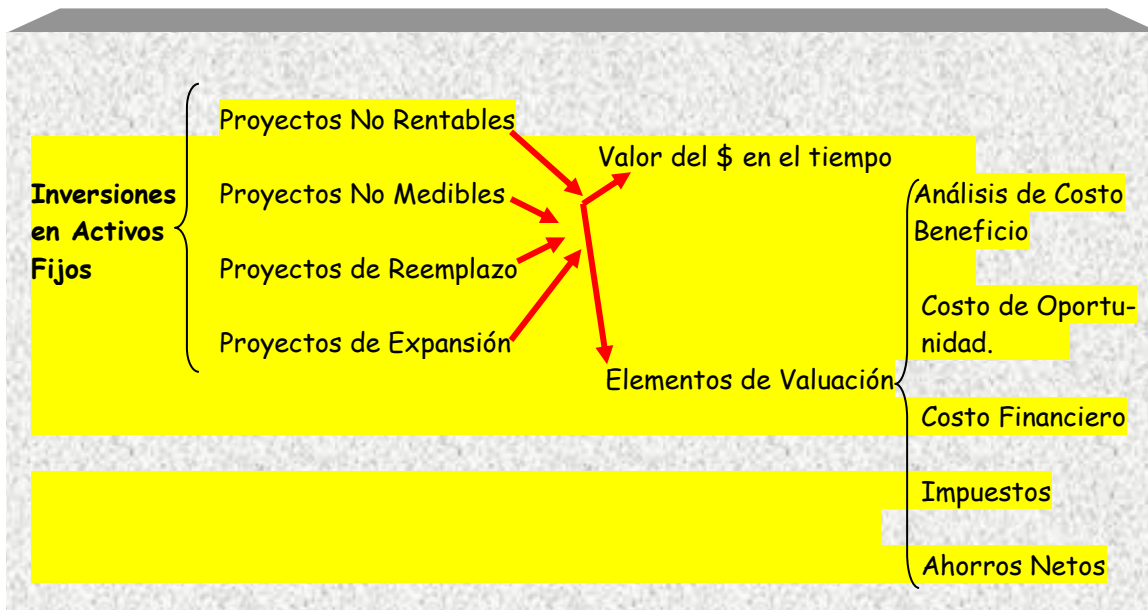 Inversiones
en Activos
Fijos
Proyectos No Rentables
Proyectos No Medibles
Proyectos de Reemplazo
Proyectos de Expansión
Valor del $ en el tiempo
Elementos de Valuación
Análisis de Costo
Beneficio
Costo de Oportu-
nidad.
Costo Financiero
Impuestos
Ahorros Netos